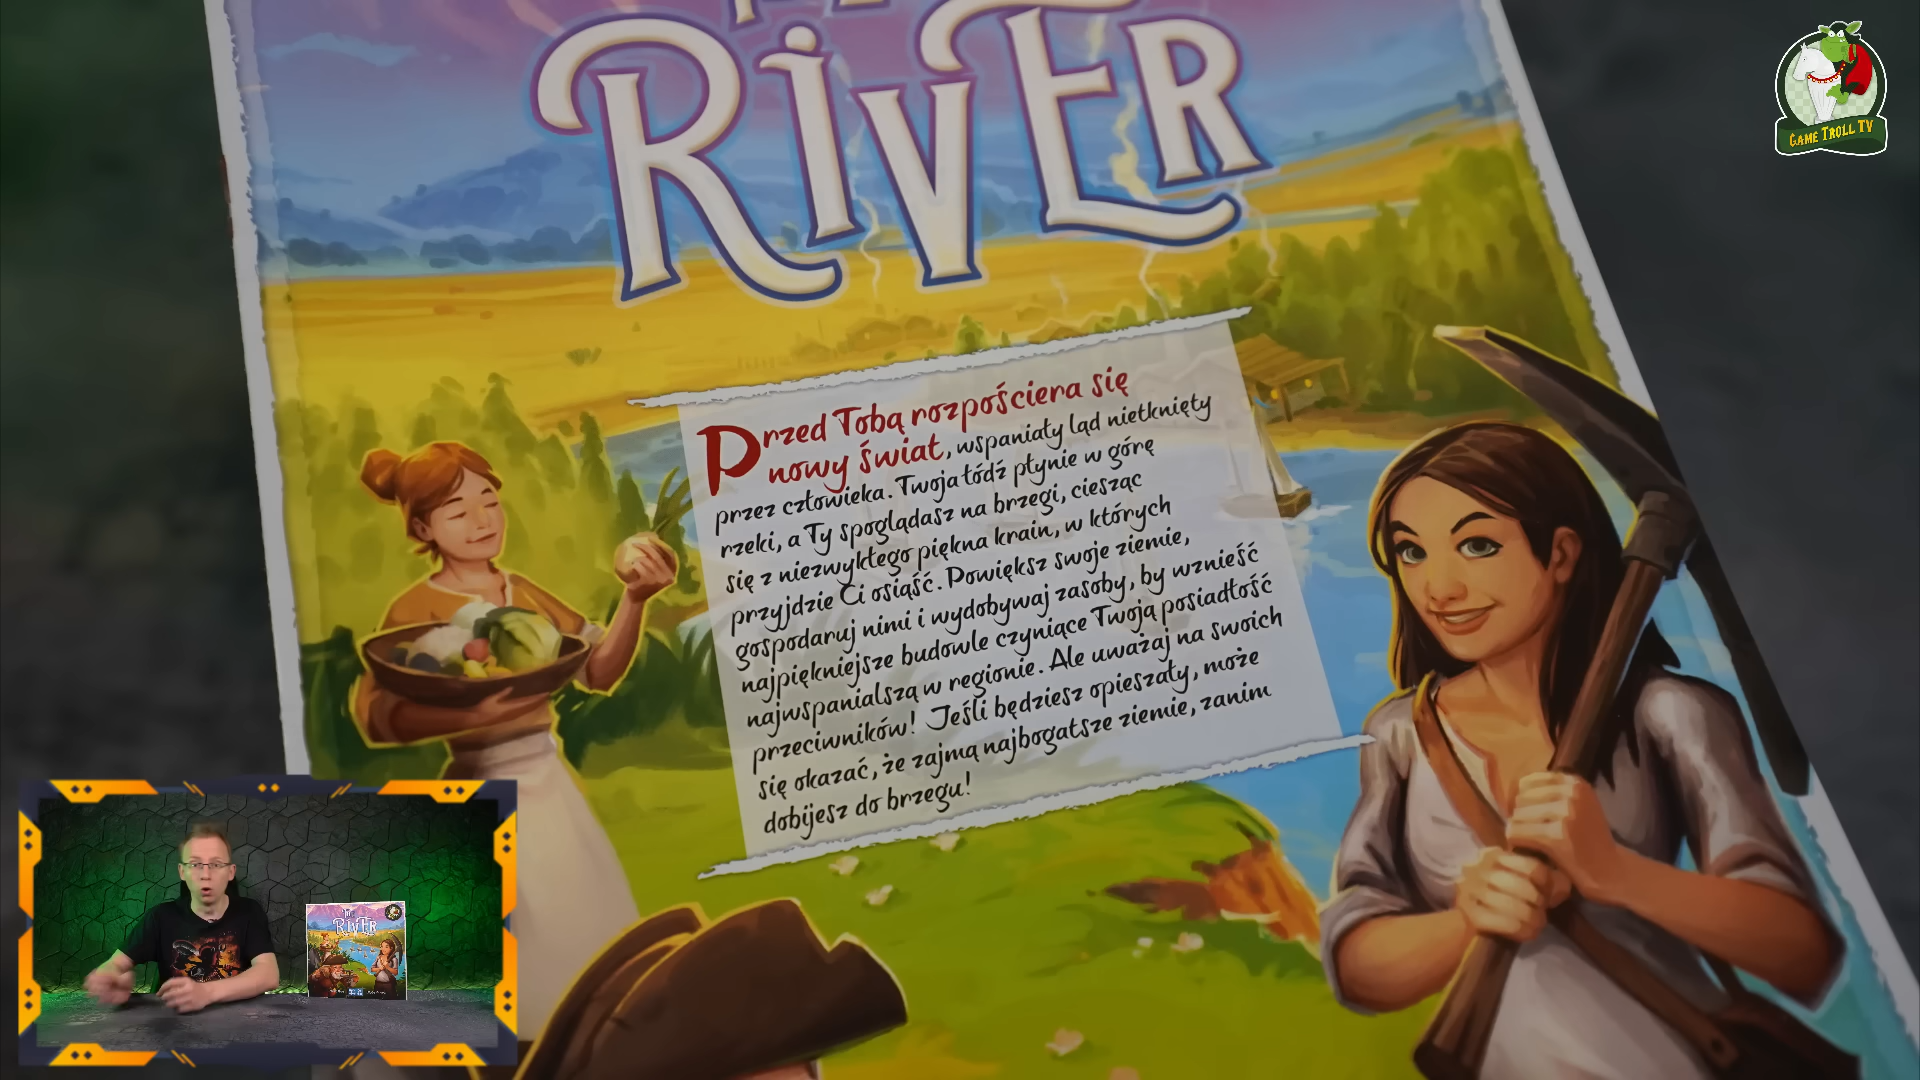 RIVER
GAME TROLL TV
Przed Tobą rozpościera się
nowy świat, wspaniały ląd nietknięty
przez człowieka. Twoja łódź płynie w górę
rzeki, a Ty spoglądasz na brzegi, ciesząc
się z niezwykłego piękna krain, w których
przyjdzie Ci osiąść. Powiększ swoje ziemie,
gospodaruj nimi i wydobywaj zasoby, by wznieść
najpiękniejsze budowle czyniące Twoją posiadłość
najwspanialszą w regionie. Ale uważaj na swoich
przeciwników! Jeśli będziesz opieszały, może
się okazać, że zajmą najbogatsze ziemie, zanim
dobijesz do brzegu!
THE
RIVER